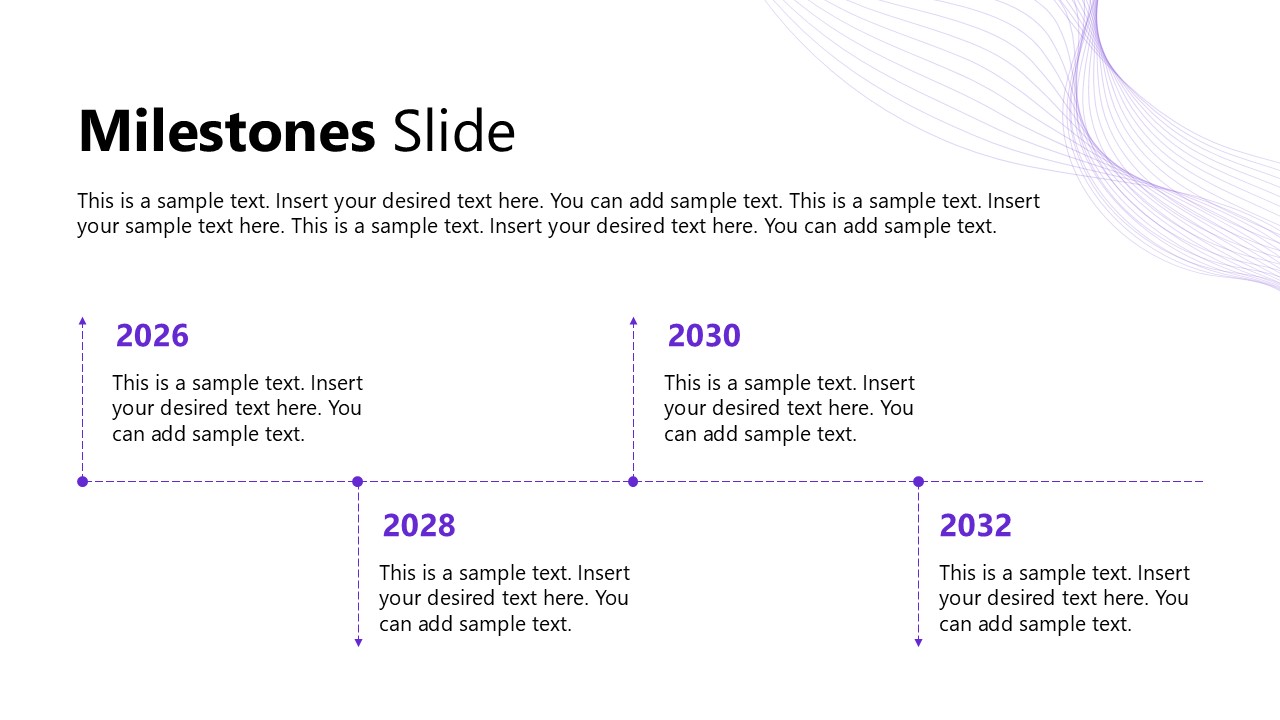 Milestones Slide
This is a sample text. Insert your desired text here. You can add sample text. This is a sample text. Insert
your sample text here. This is a sample text. Insert your desired text here. You can add sample text.
2026
This is a sample text. Insert
your desired text here. You
can add sample text.
2030
This is a sample text. Insert
your desired text here. You
can add sample text.
2028
This is a sample text. Insert
your desired text here. You
can add sample text.
2032
This is a sample text. Insert
your desired text here. You
can add sample text.